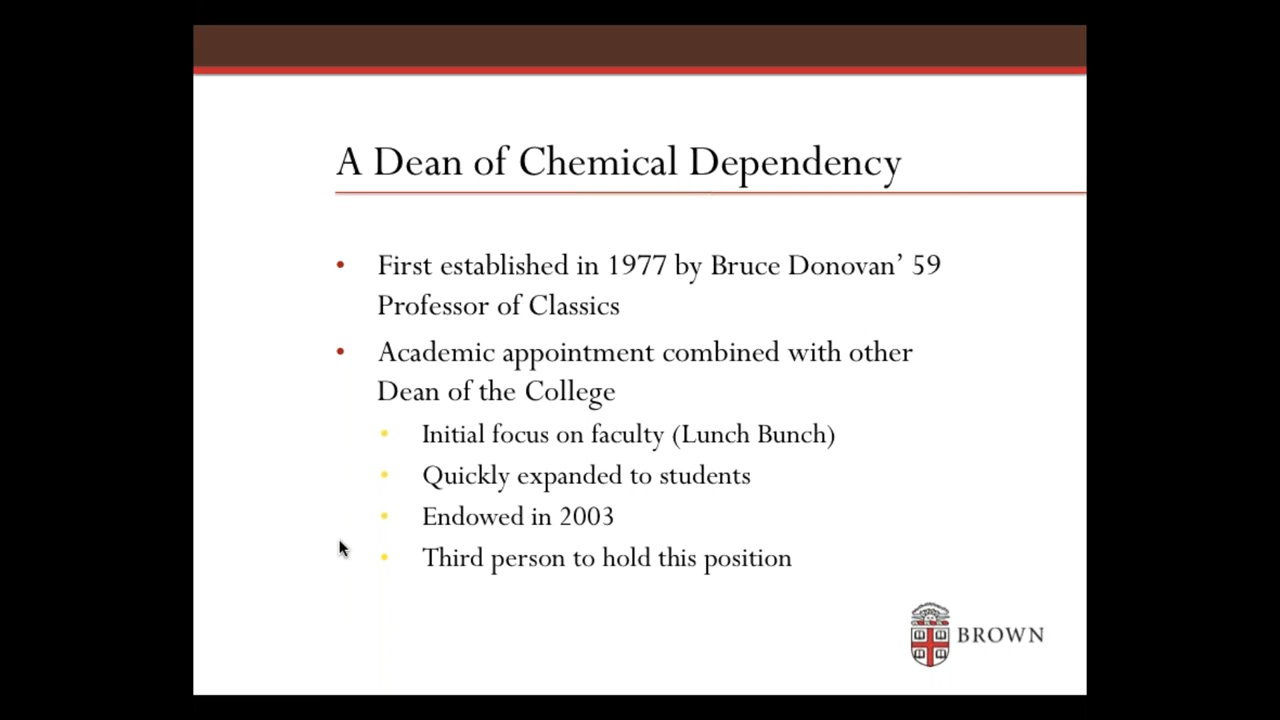 A Dean of Chemical Dependency
• First established in 1977 by Bruce Donovan’ 59
Professor of Classics
• Academic appointment combined with other
Dean of the College
• Initial focus on faculty (Lunch Bunch)
• Quickly expanded to students
• Endowed in 2003
• Third person to hold this position
BROWN